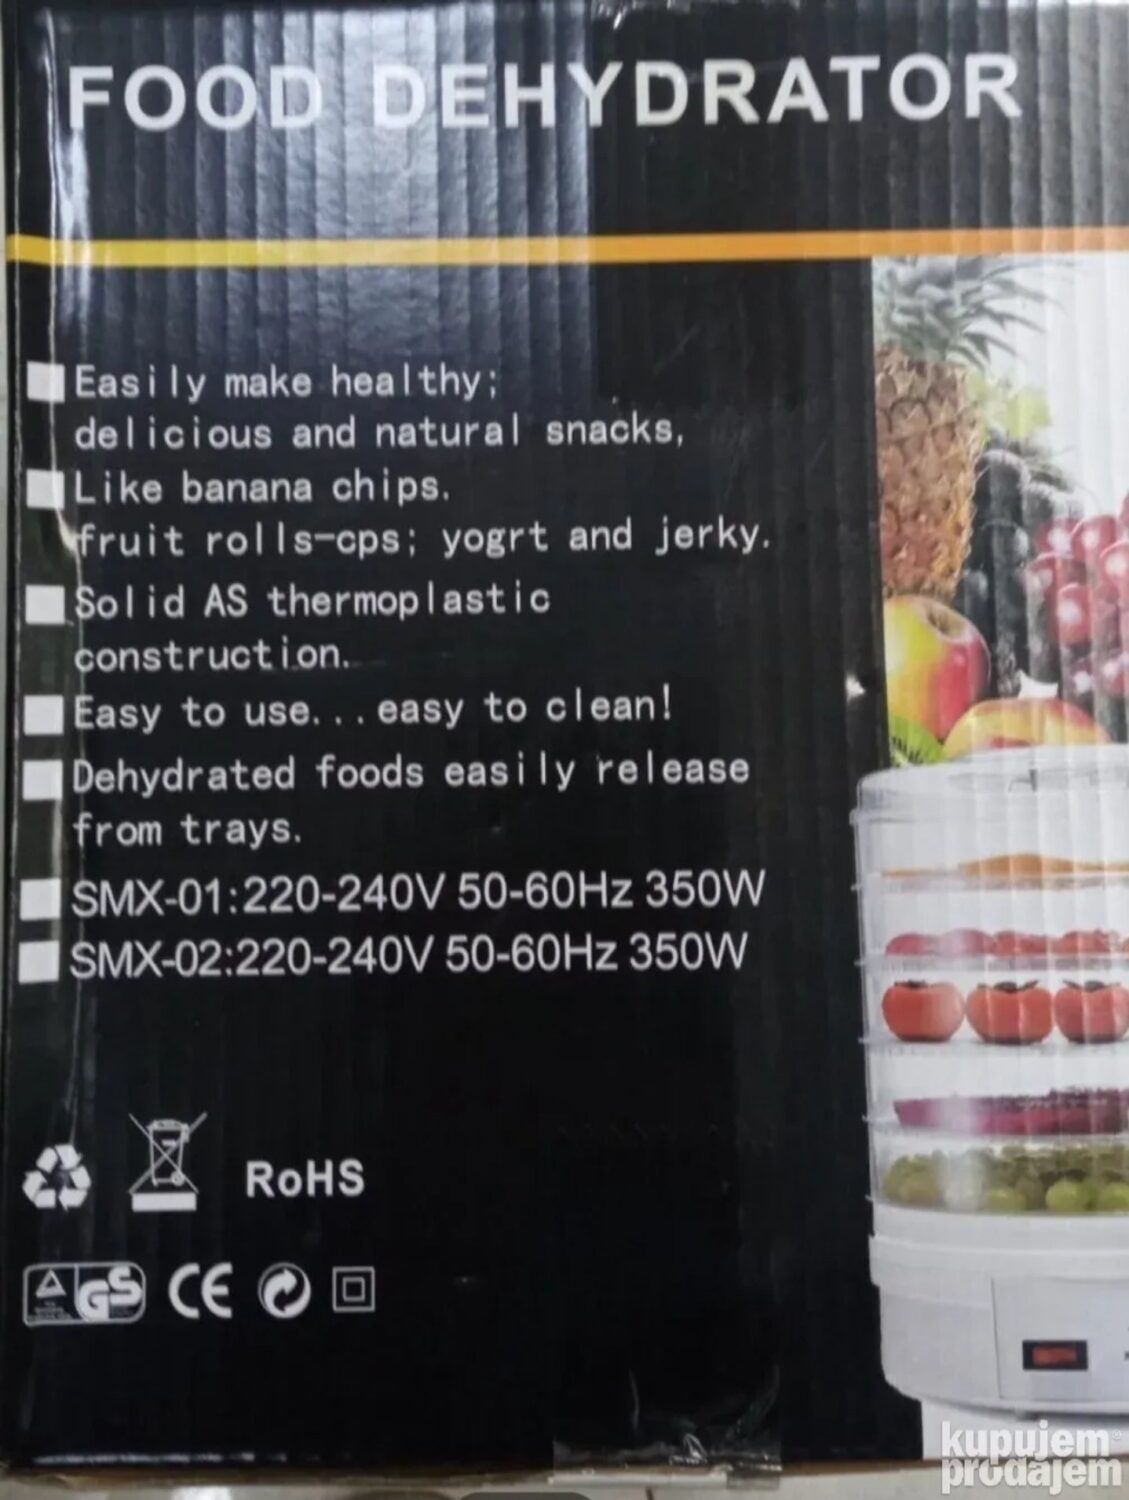 FOOD DEHYDRATOR
Easily make healthy;
delicious and natural snacks,
Like banana chips.
fruit rolls-cps; yogrt and jerky.
Solid AS thermoplastic
construction.
Easy to use...easy to clean!
Dehydrated foods easily release
from trays.
SMX-01:220-240V 50-60Hz 350W
SMX-02:220-240V 50-60Hz 350W
RoHS
GS CE
kupujem
prodajem